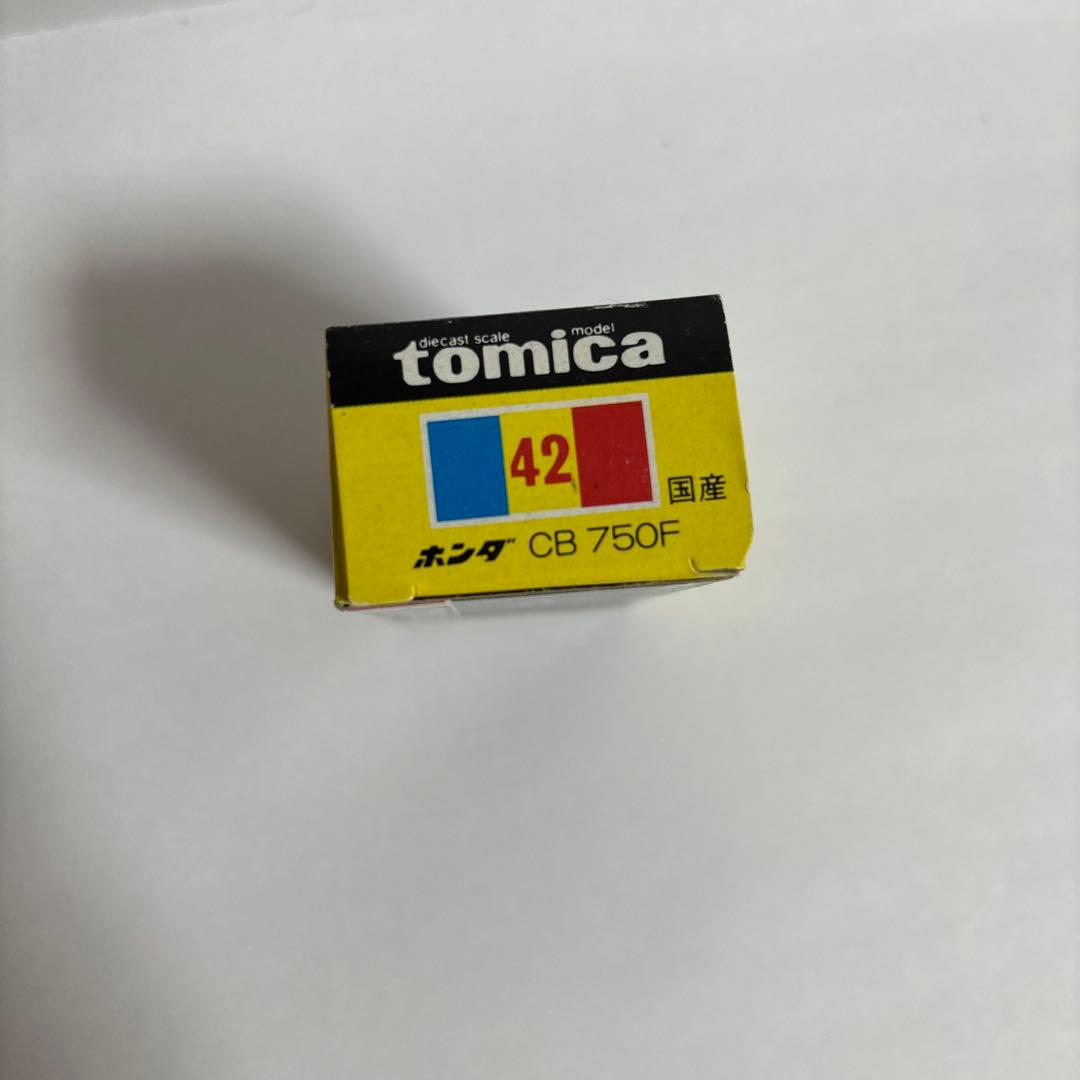 diecast scale model
tomica
42
国産
ホンダ CB 750F